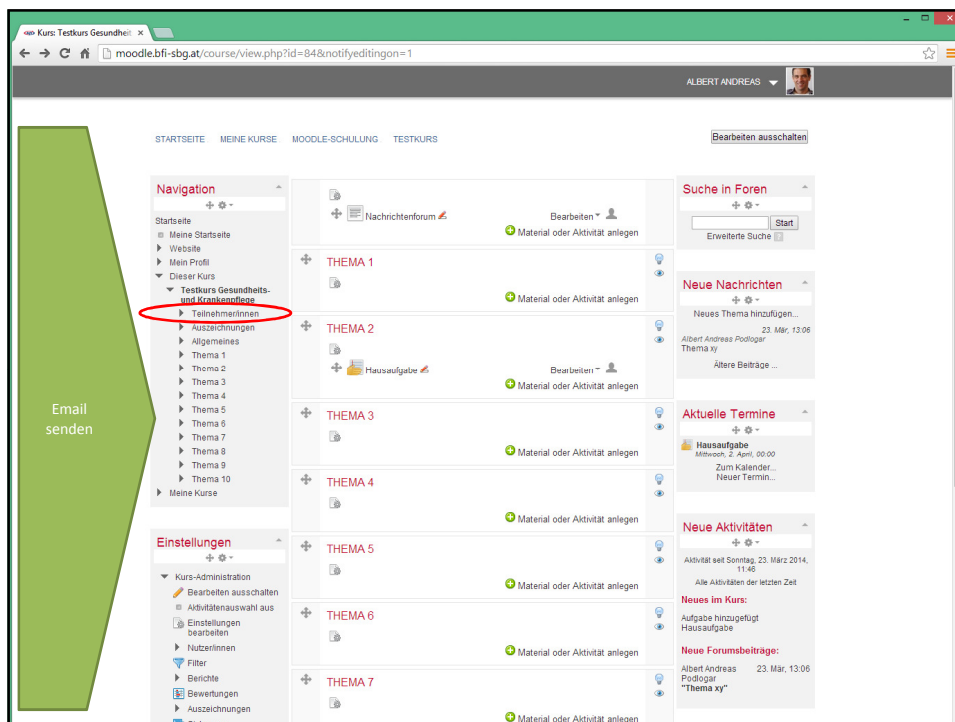 Kurs: Testkurs Gesundheit
moodle.bfi-sbg.at/course/view.php?id=84&notifyeditingon=1
ALBERT ANDREAS
STARTSEITE MEINE KURSE MOODLE-SCHULUNG TESTKURS
Bearbeiten ausschalten
Email
senden
Navigation
Startseite
Meine Startseite
Website
Mein Profil
Dieser Kurs
Testkurs Gesundheits-
und Krankenpflege
Teilnehmer/innen
Auszeichnungen
Allgemeines
Thema 1
Thema 2
Thema 3
Thema 4
Thema 5
Thema 6
Thema 7
Thema 8
Thema 9
Thema 10
Meine Kurse
Einstellungen
Kurs-Administration
Bearbeiten ausschalten
Aktivitätenauswahl aus
Einstellungen
bearbeiten
Nutzer/innen
Filter
Berichte
Bewertungen
Auszeichnungen
Nachrichtenforum Bearbeiten
Material oder Aktivität anlegen
THEMA 1
Material oder Aktivität anlegen
THEMA 2
Hausaufgabe Bearbeiten
Material oder Aktivität anlegen
THEMA 3
Material oder Aktivität anlegen
THEMA 4
Material oder Aktivität anlegen
THEMA 5
Material oder Aktivität anlegen
THEMA 6
Material oder Aktivität anlegen
THEMA 7
Material oder Aktivität anlegen
Suche in Foren
Start
Erweiterte Suche
Neue Nachrichten
Neues Thema hinzufügen...
23. Mär, 13:06
Albert Andreas Podlogar
Thema xy
Ältere Beiträge ...
Aktuelle Termine
Hausaufgabe
Mittwoch, 2. April, 00:00
Zum Kalender...
Neuer Termin...
Neue Aktivitäten
Aktivität seit Sonntag, 23. März 2014,
11:46
Alle Aktivitäten der letzten Zeit
Neues im Kurs:
Aufgabe hinzugefügt
Hausaufgabe
Neue Forumsbeiträge:
Albert Andreas 23. Mär, 13:06
Podlogar
"Thema xy"